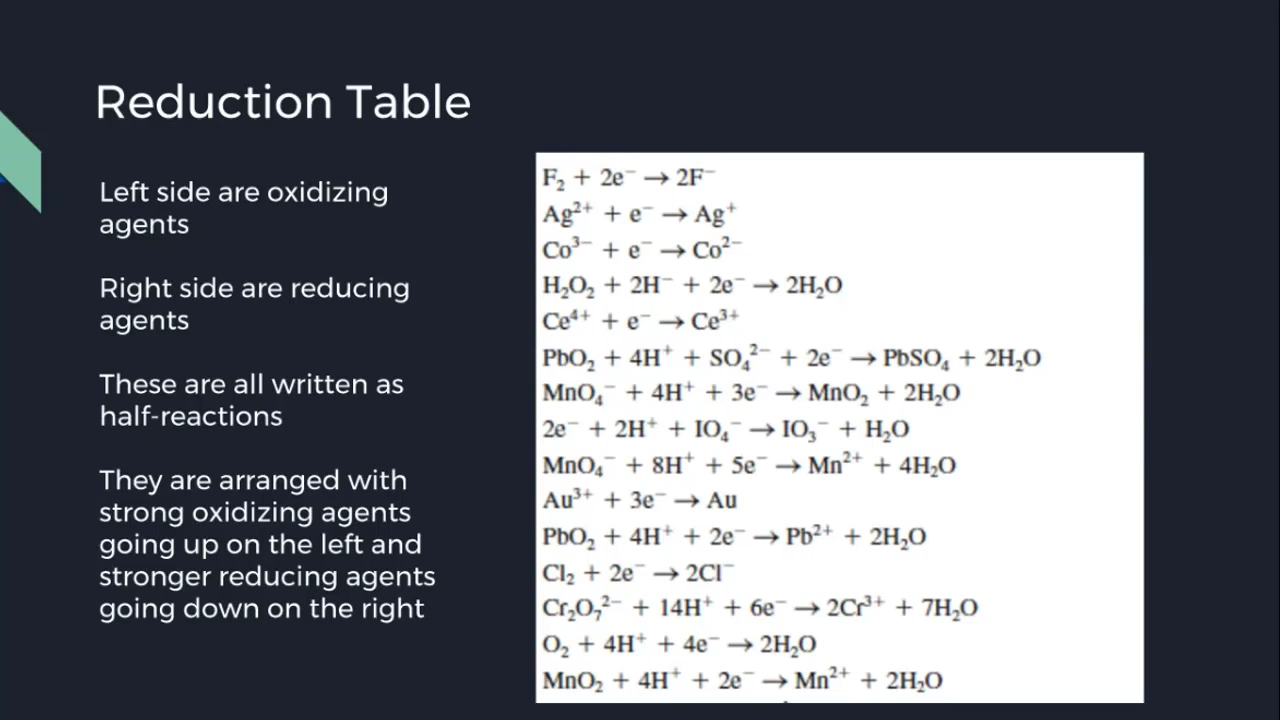 Reduction Table
Left side are oxidizing
agents
Right side are reducing
agents
These are all written as
half-reactions
They are arranged with
strong oxidizing agents
going up on the left and
stronger reducing agents
going down on the right
F₂ + 2e⁻ → 2F⁻
Ag²⁺ + e⁻ → Ag⁺
Co³⁻ + e⁻ → Co²⁻
H₂O₂ + 2H⁻ + 2e⁻ → 2H₂O
Ce⁴⁺ + e⁻ → Ce³⁺
PbO₂ + 4H⁺ + SO₄²⁻ + 2e⁻ → PbSO₄ + 2H₂O
MnO₄⁻ + 4H⁺ + 3e⁻ → MnO₂ + 2H₂O
2e⁻ + 2H⁺ + IO₄⁻ → IO₃⁻ + H₂O
MnO₄⁻ + 8H⁺ + 5e⁻ → Mn²⁺ + 4H₂O
Au³⁺ + 3e⁻ → Au
PbO₂ + 4H⁺ + 2e⁻ → Pb²⁺ + 2H₂O
Cl₂ + 2e⁻ → 2Cl⁻
Cr₂O₇²⁻ + 14H⁺ + 6e⁻ → 2Cr³⁺ + 7H₂O
O₂ + 4H⁺ + 4e⁻ → 2H₂O
MnO₂ + 4H⁺ + 2e⁻ → Mn²⁺ + 2H₂O